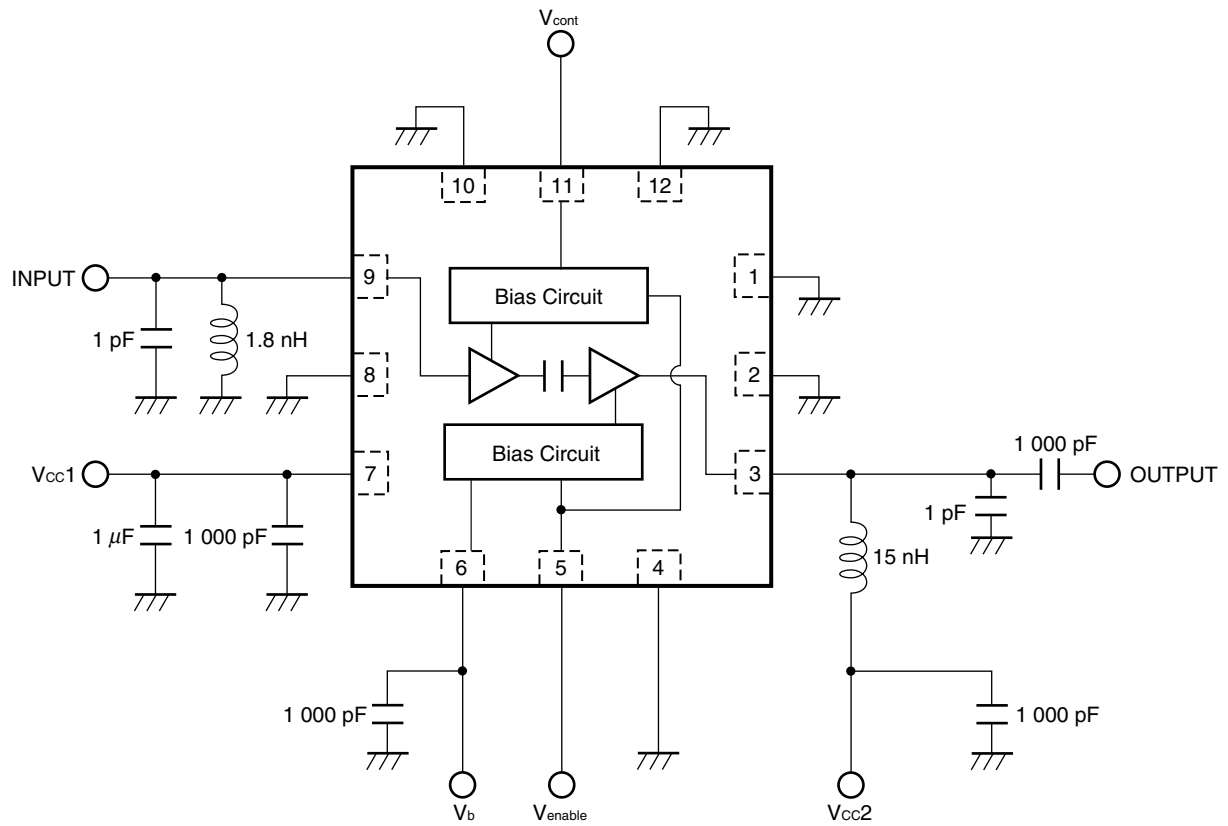 Vcont
10
11
12
INPUT
9
Bias Circuit
1
1 pF
1.8 nH
8
2
Bias Circuit
1 000 pF
VCC1
7
3
OUTPUT
1 pF
1 μF
1 000 pF
15 nH
6
5
4
1 000 pF
1 000 pF
Vb
Venable
VCC2